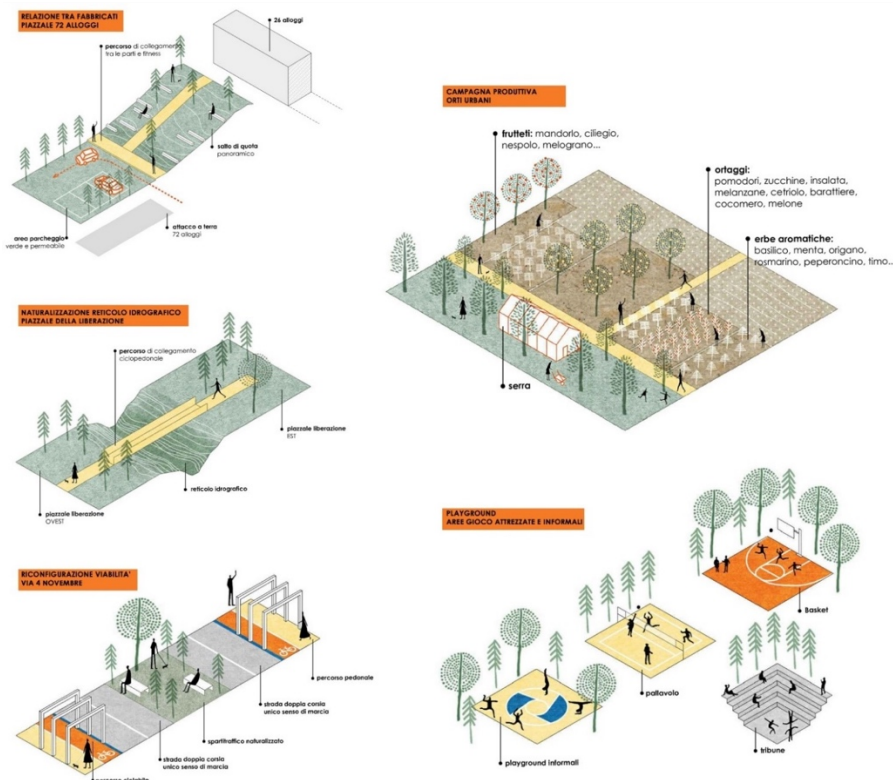 RELAZIONE TRA FABBRICATI
PIAZZALE 72 ALLOGGI
26 alloggi
percorso di collegamento
tra le parti e fitness
salto di quota
panoramico
attacco a terra
72 alloggi
area parcheggio
verde e permeabile
NATURALIZZAZIONE RETICOLO IDROGRAFICO
PIAZZALE DELLA LIBERAZIONE
percorso di collegamento
ciclopedonale
piazzale liberazione
EST
reticolo idrografico
piazzale liberazione
OVEST
RICONFIGURAZIONE VIABILITA'
VIA 4 NOVEMBRE
percorso pedonale
strada doppia corsia
unico senso di marcia
spartitraffico naturalizzato
strada doppia corsia
unico senso di marcia
CAMPAGNA PRODUTTIVA
ORTI URBANI
frutteti: mandorlo, ciliegio,
nespolo, melograno...
ortaggi:
pomodori, zucchine, insalata,
melanzane, cetriolo, barattiere,
cocomero, melone
erbe aromatiche:
basilico, menta, origano,
rosmarino, peperoncino, timo..
serra
PLAYGROUND
AREE GIOCO ATTREZZATE E INFORMALI
Basket
pallavolo
playground informali
tribune